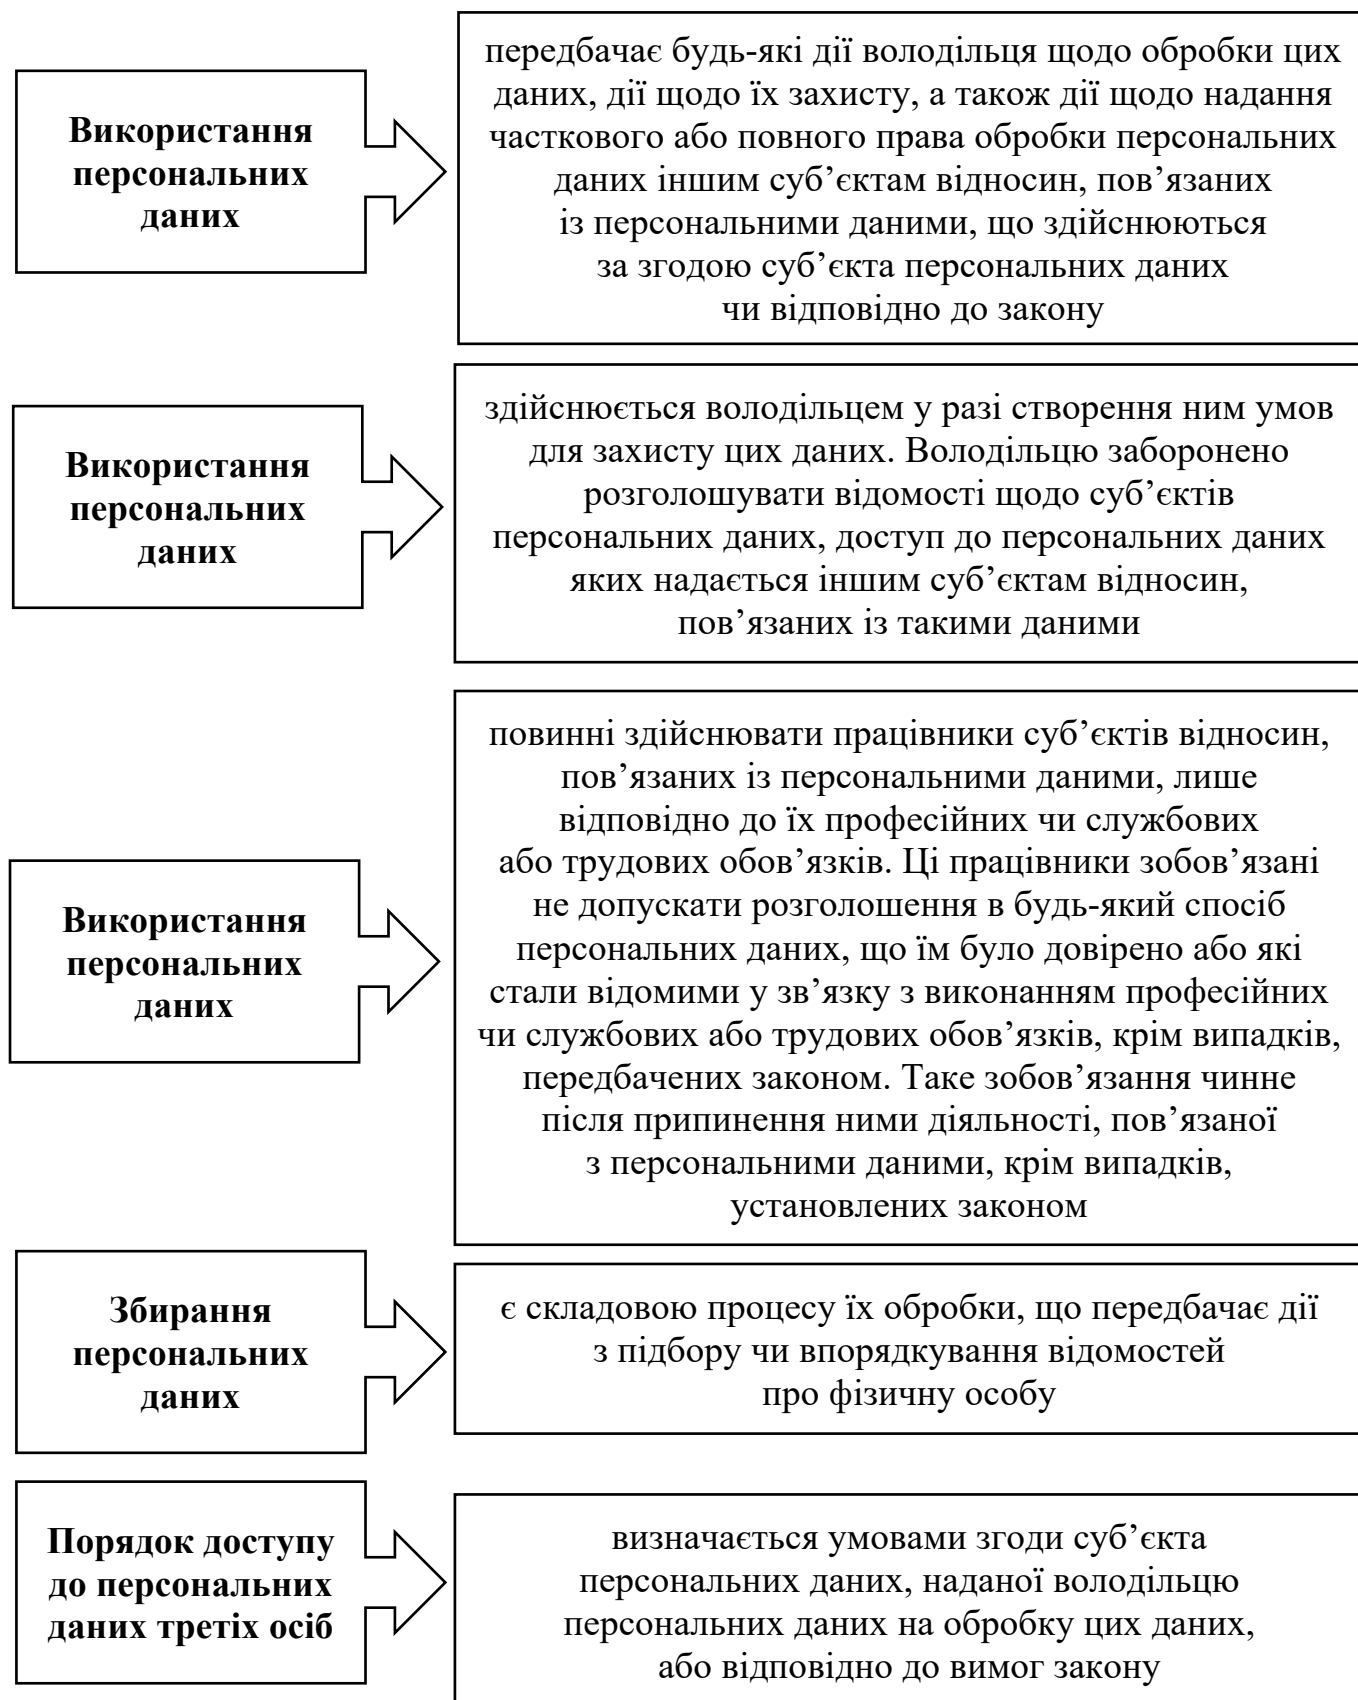 Використання
персональних
даних
передбачає будь-які дії володільця щодо обробки цих
даних, дії щодо їх захисту, а також дії щодо надання
часткового або повного права обробки персональних
даних іншим суб’єктам відносин, пов’язаних
із персональними даними, що здійснюються
за згодою суб’єкта персональних даних
чи відповідно до закону
Використання
персональних
даних
здійснюється володільцем у разі створення ним умов
для захисту цих даних. Володільцю заборонено
розголошувати відомості щодо суб’єктів
персональних даних, доступ до персональних даних
яких надається іншим суб’єктам відносин,
пов’язаних із такими даними
Використання
персональних
даних
повинні здійснювати працівники суб’єктів відносин,
пов’язаних із персональними даними, лише
відповідно до їх професійних чи службових
або трудових обов’язків. Ці працівники зобов’язані
не допускати розголошення в будь-який спосіб
персональних даних, що їм було довірено або які
стали відомими у зв’язку з виконанням професійних
чи службових або трудових обов’язків, крім випадків,
передбачених законом. Таке зобов’язання чинне
після припинення ними діяльності, пов’язаної
з персональними даними, крім випадків,
установлених законом
Збирання
персональних
даних
є складовою процесу їх обробки, що передбачає дії
з підбору чи впорядкування відомостей
про фізичну особу
Порядок доступу
до персональних
даних третіх осіб
визначається умовами згоди суб’єкта
персональних даних, наданої володільцю
персональних даних на обробку цих даних,
або відповідно до вимог закону